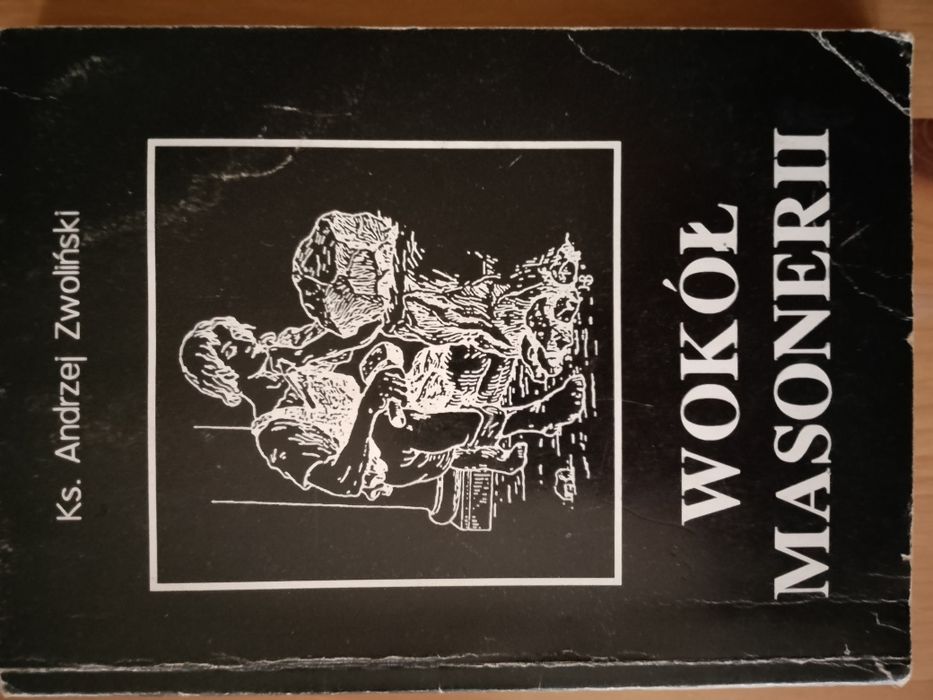 Ks. Andrzej Zwoliński
WOKÓŁ
MASONERII